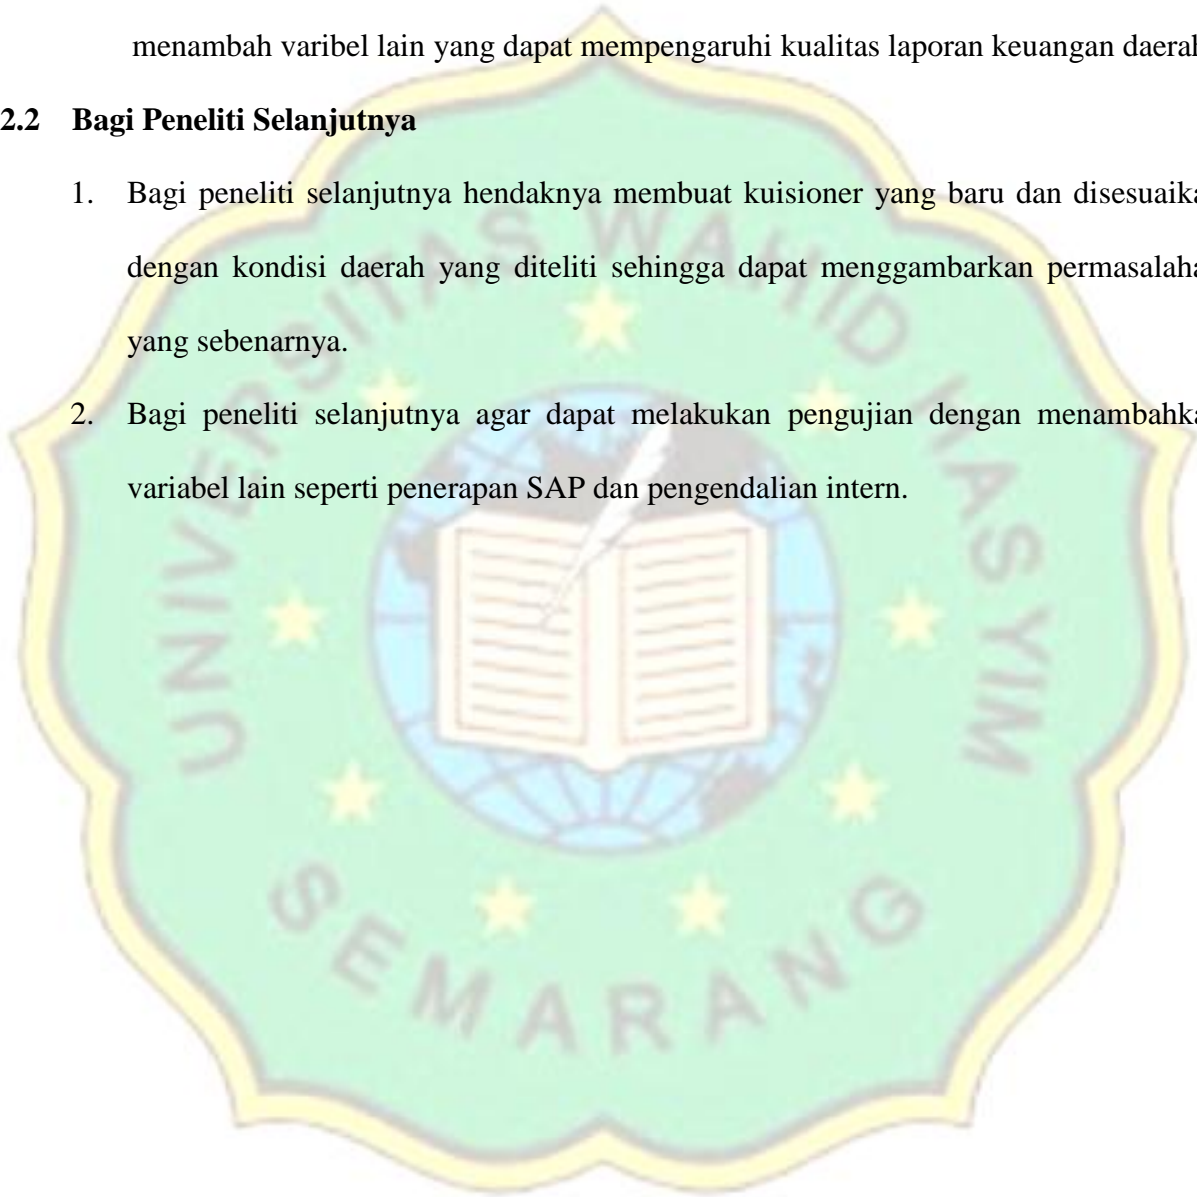 menambah varibel lain yang dapat mempengaruhi kualitas laporan keuangan daerah
2.2 Bagi Peneliti Selanjutnya
1. Bagi peneliti selanjutnya hendaknya membuat kuisioner yang baru dan disesuaika
dengan kondisi daerah yang diteliti sehingga dapat menggambarkan permasalaha
yang sebenarnya.
2. Bagi peneliti selanjutnya agar dapat melakukan pengujian dengan menambahka
variabel lain seperti penerapan SAP dan pengendalian intern.
UNIVERSITAS WAHID HASYIM
SEMARANG